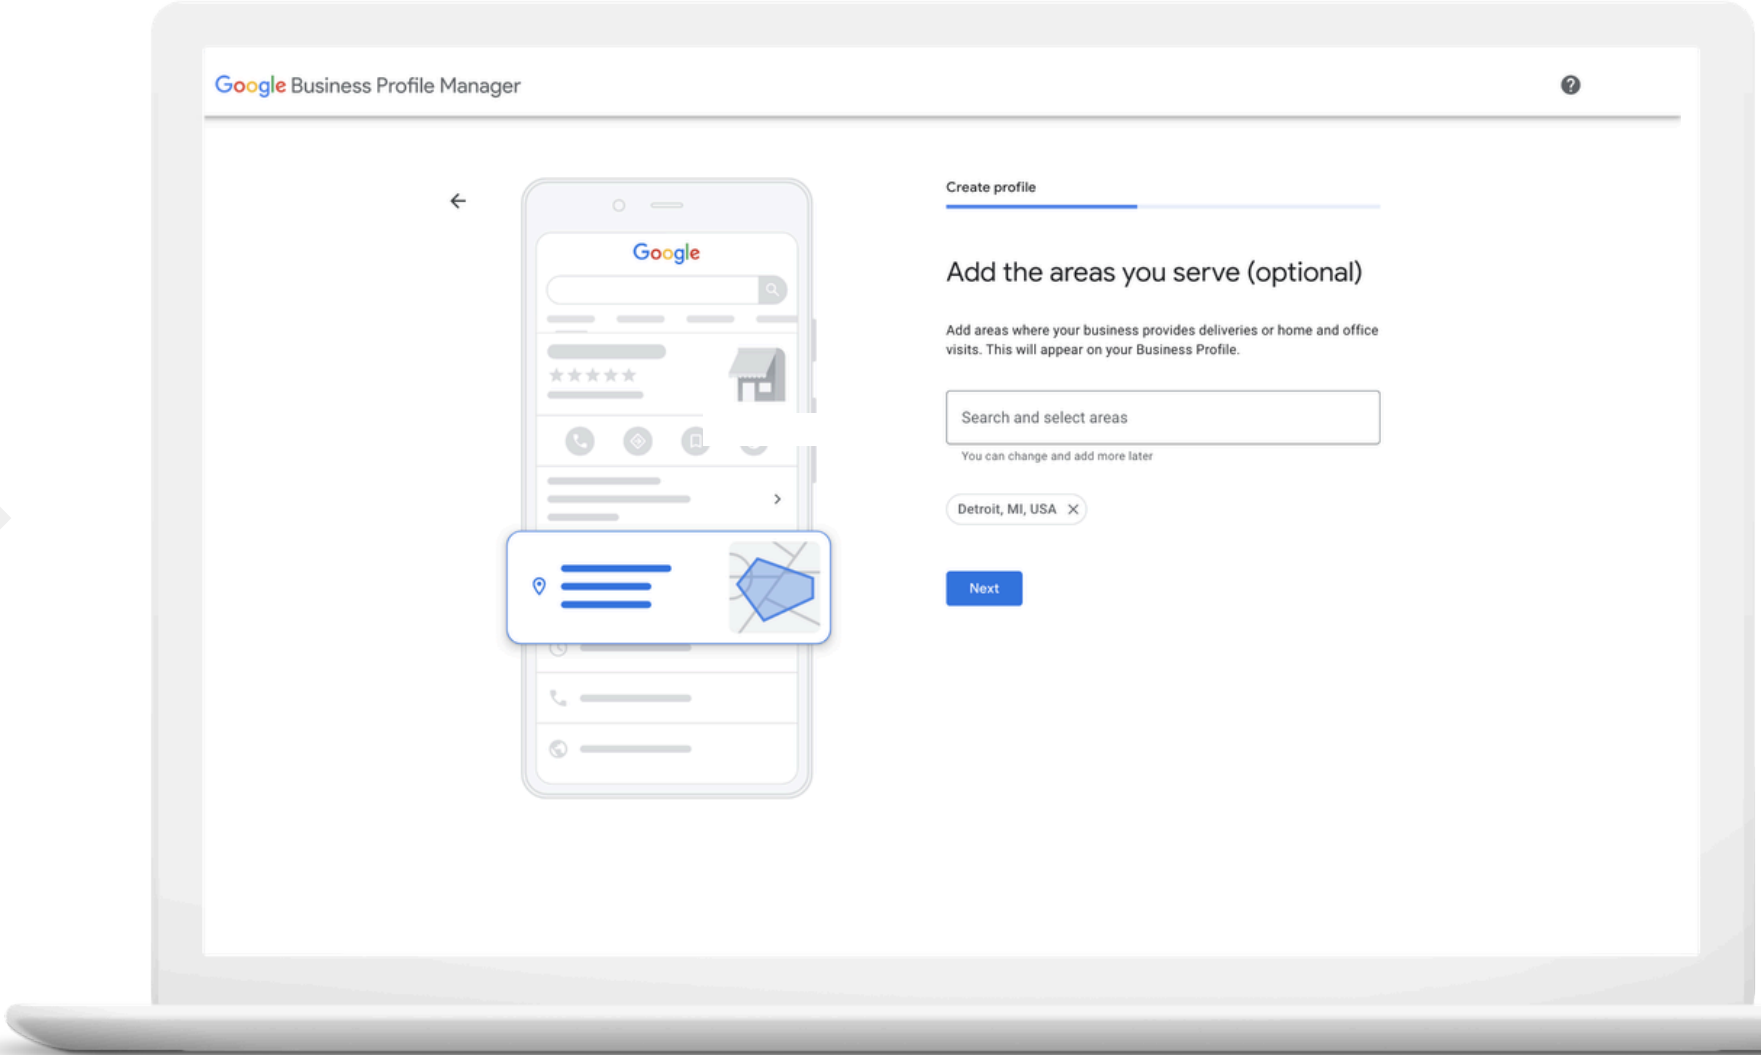 Google Business Profile Manager
Create profile
Google
Add the areas you serve (optional)
Add areas where your business provides deliveries or home and office
visits. This will appear on your Business Profile.
Search and select areas
You can change and add more later
Detroit, MI, USA
Next